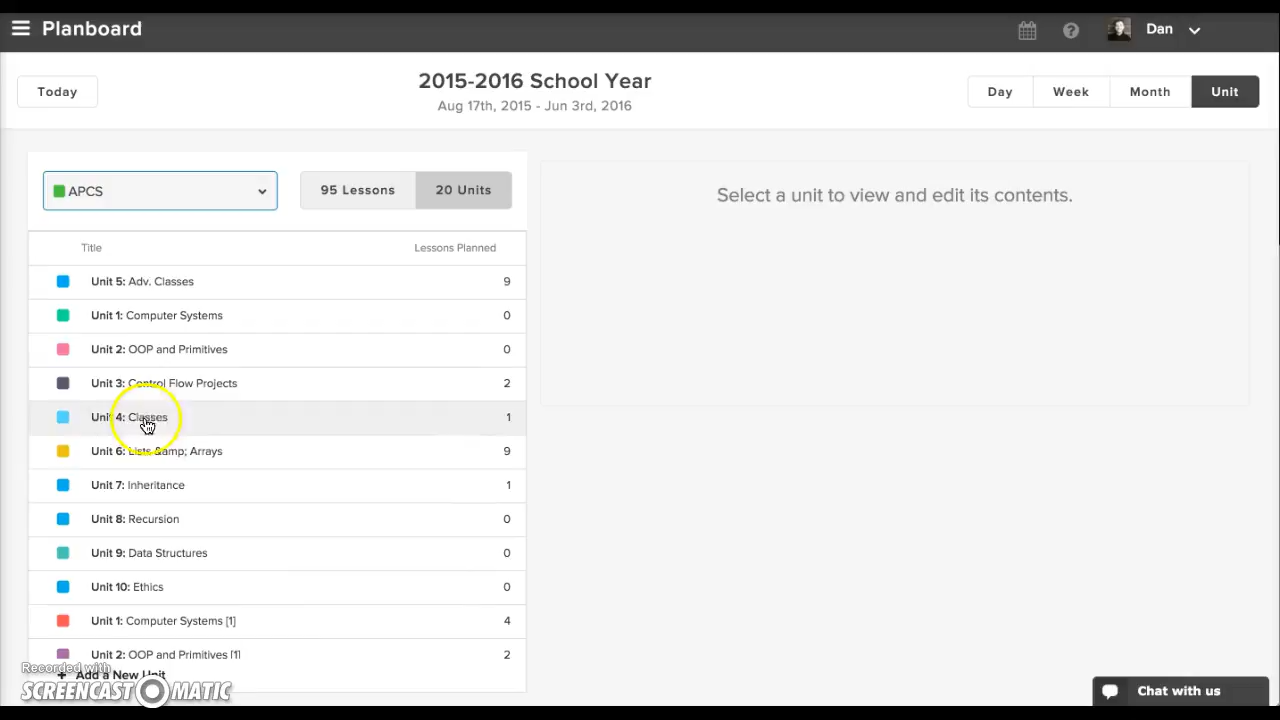 Planboard
Dan
Today
2015-2016 School Year
Aug 17th, 2015 - Jun 3rd, 2016
Day Week Month Unit
APCS
95 Lessons 20 Units
Select a unit to view and edit its contents.
Title Lessons Planned
Unit 5: Adv. Classes 9
Unit 1: Computer Systems 0
Unit 2: OOP and Primitives 0
Unit 3: Control Flow Projects 2
Unit 4: Classes 1
Unit 6: Lists &amp; Arrays 9
Unit 7: Inheritance 1
Unit 8: Recursion 0
Unit 9: Data Structures 0
Unit 10: Ethics 0
Unit 1: Computer Systems [1] 4
Unit 2: OOP and Primitives [1] 2
+ Add a New Unit
Recorded with
SCREENCAST-O-MATIC
Chat with us